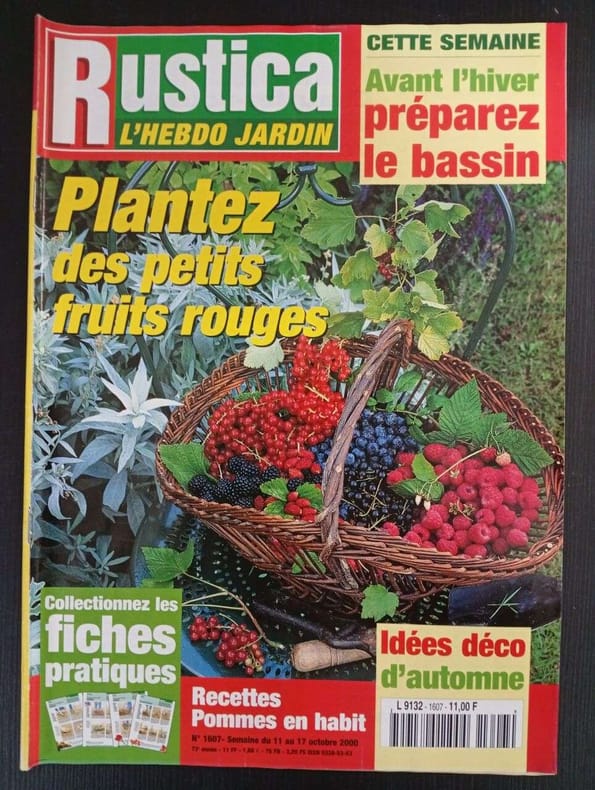 Rustica
L'HEBDO JARDIN
CETTE SEMAINE
Avant l'hiver
préparez
le bassin
Plantez
des petits
fruits rouges
Collectionnez les
fiches
pratiques
Recettes
Pommes en habit
N° 1607- Semaine du 11 au 17 octobre 2000
Idées déco
d'automne
L 9132 - 1607 - 11,00 F